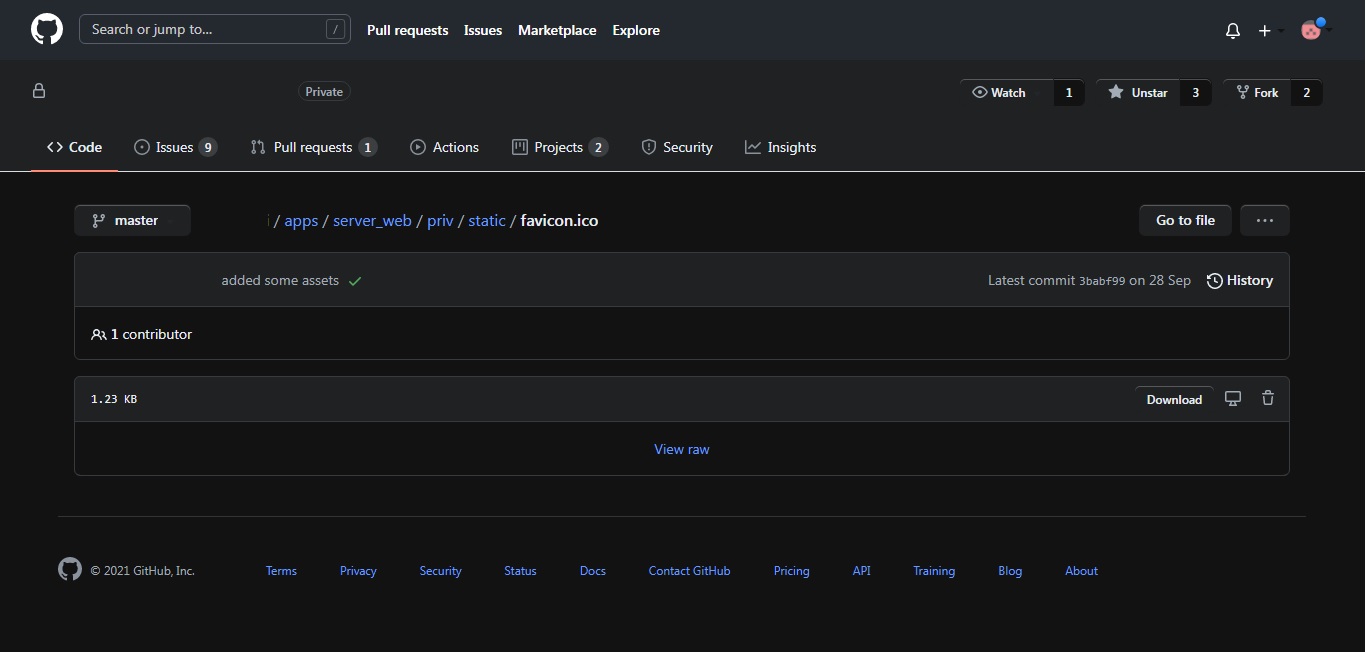 Search or jump to... /
Pull requests Issues Marketplace Explore
Private
Watch 1 Unstar 3 Fork 2
Code Issues 9 Pull requests 1 Actions Projects 2 Security Insights
master
/ apps / server_web / priv / static / favicon.ico
Go to file ...
added some assets
Latest commit 3babf99 on 28 Sep History
1 contributor
1.23 KB
Download
View raw
© 2021 GitHub, Inc. Terms Privacy Security Status Docs Contact GitHub Pricing API Training Blog About